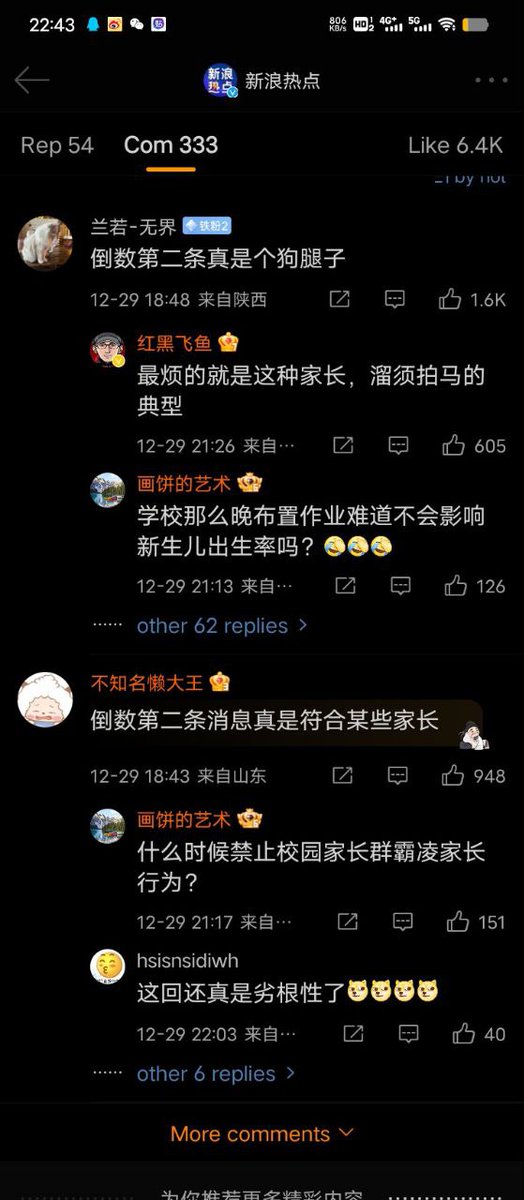 22:43
806 KB/s HD 1 2 4G+ 5G
新浪热点
Rep 54 Com 333 Like 6.4K
by hot
兰若-无界 铁粉2
倒数第二条真是个狗腿子
12-29 18:48 来自陕西 1.6K
红黑飞鱼
最烦的就是这种家长，溜须拍马的
典型
12-29 21:26 来自… 605
画饼的艺术
学校那么晚布置作业难道不会影响
新生儿出生率吗？🤣🤣🤣
12-29 21:13 来自… 126
…… other 62 replies >
不知名懒大王
倒数第二条消息真是符合某些家长
12-29 18:43 来自山东 948
画饼的艺术
什么时候禁止校园家长群霸凌家长
行为？
12-29 21:17 来自… 151
hsisnsidiwh
这回还真是劣根性了
12-29 22:03 来自… 40
…… other 6 replies >
More comments
为你推荐更多精彩内容